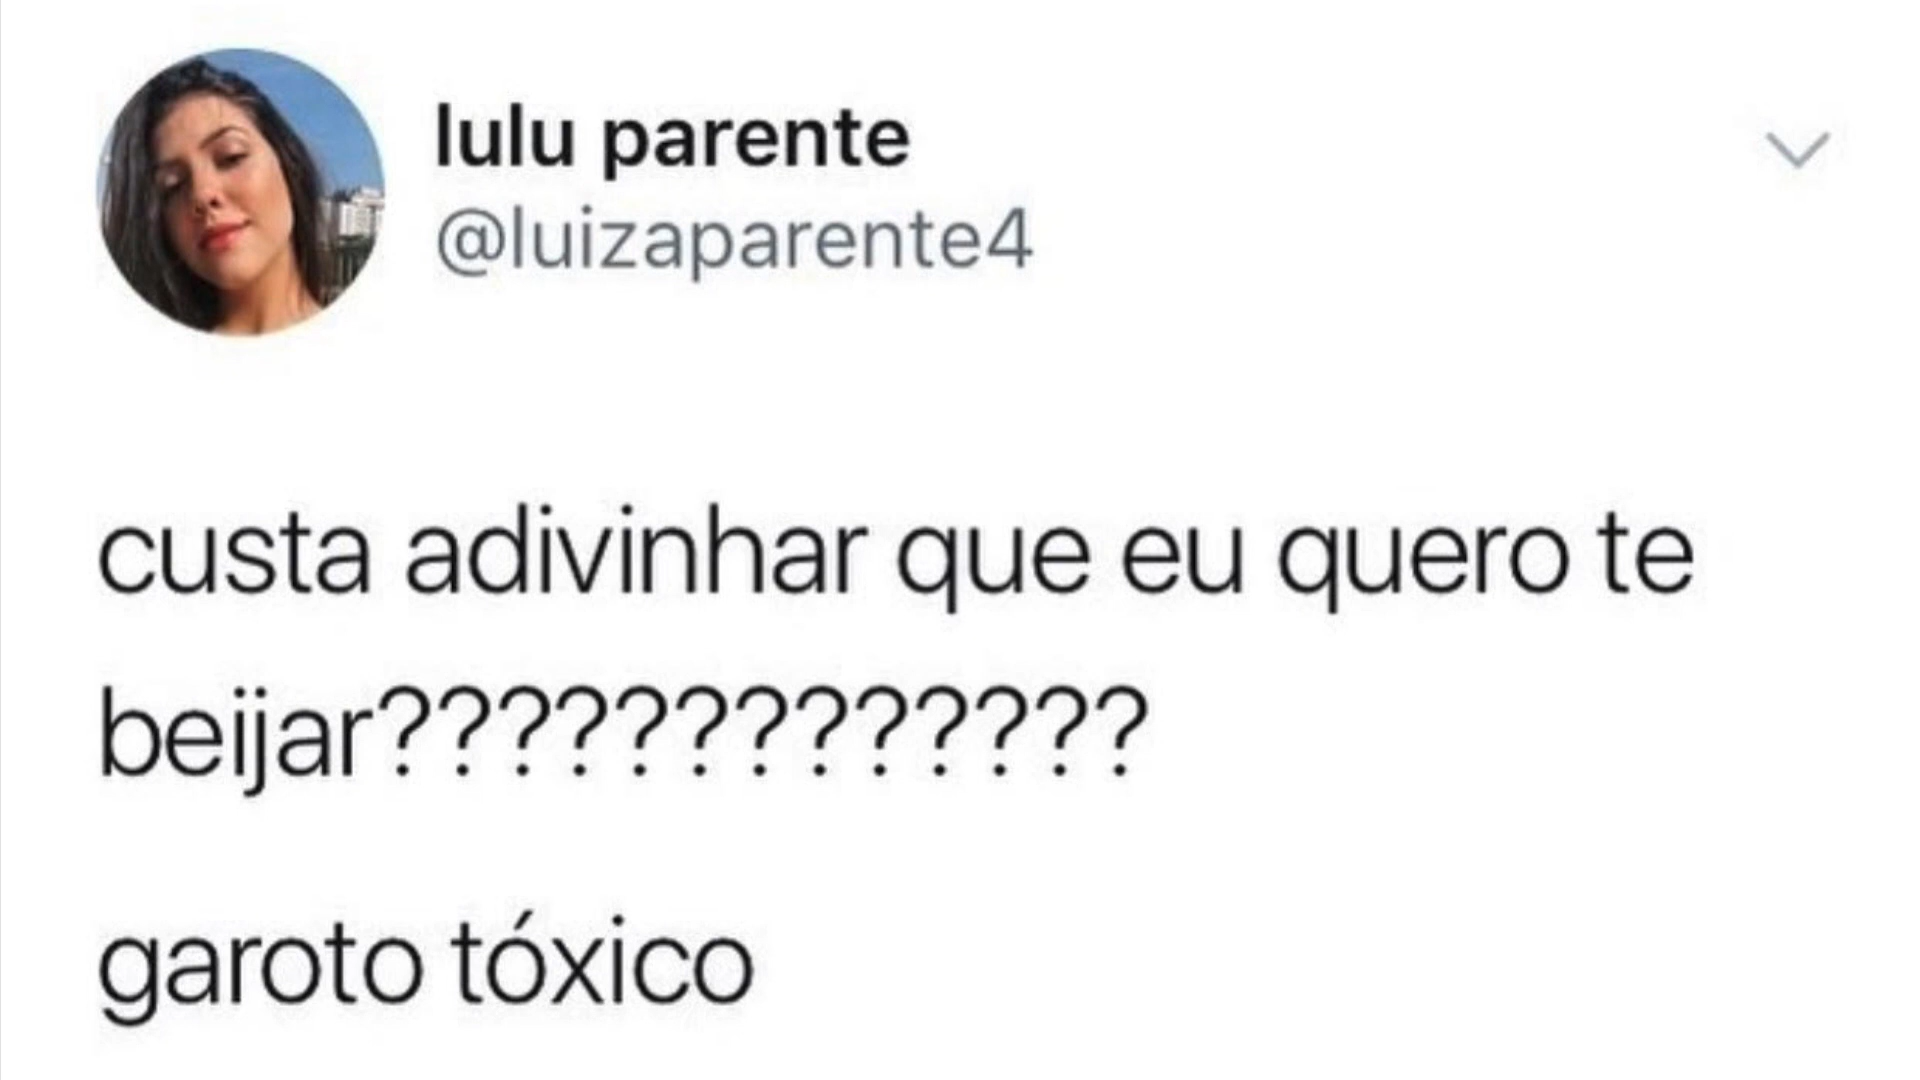 lulu parente
@luizaparente4
custa adivinhar que eu quero te
beijar?????????????
garoto tóxico